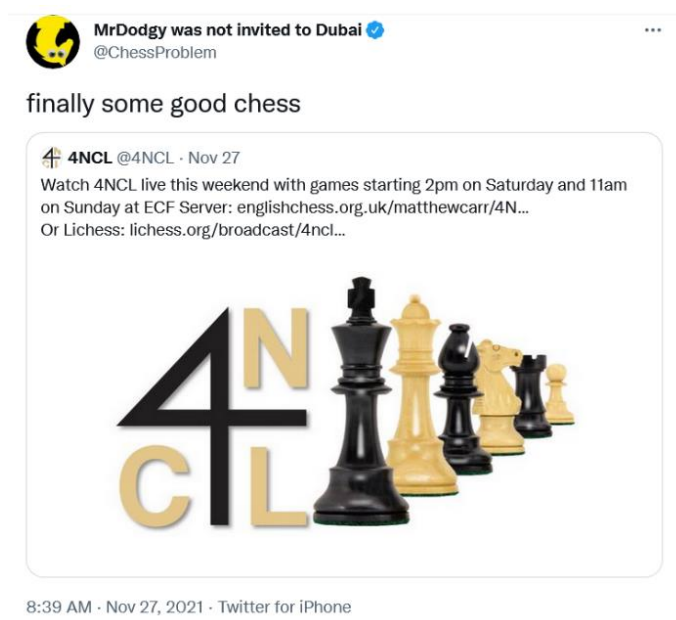 MrDodgy was not invited to Dubai
@ChessProblem
finally some good chess
4NCL @4NCL · Nov 27
Watch 4NCL live this weekend with games starting 2pm on Saturday and 11am
on Sunday at ECF Server: englishchess.org.uk/matthewcarr/4N...
Or Lichess: lichess.org/broadcast/4ncl...
4 N
C L
8:39 AM · Nov 27, 2021 · Twitter for iPhone